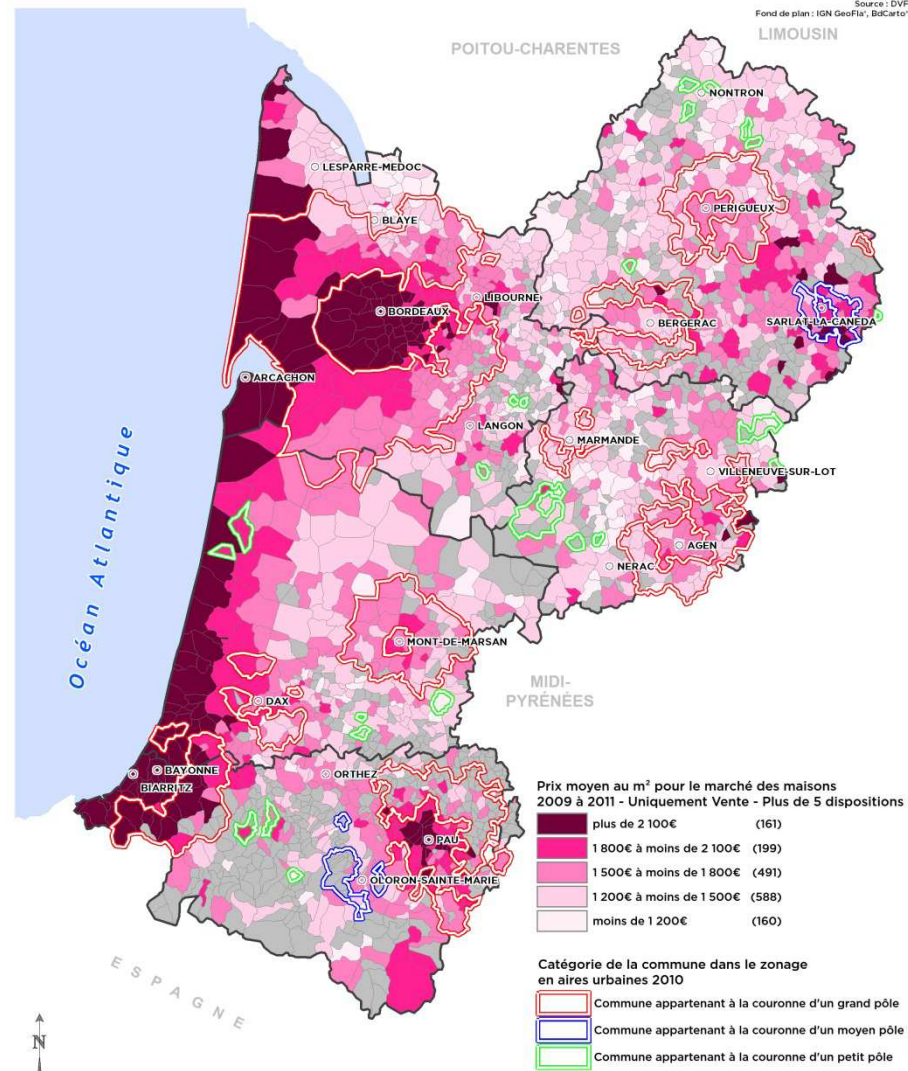 Source : DVF
Fond de plan : IGN GeoFla', BdCarto'
POITOU-CHARENTES
LIMOUSIN
NONTRON
LESPARRE-MEDOC
PERIGUEUX
BLAYE
LIBOURNE
BORDEAUX
SARLAT-LA-CANEDA
BERGERAC
ARCACHON
LANGON
MARMANDE
VILLENEUVE-SUR-LOT
Océan Atlantique
AGEN
NERAC
MONT-DE-MARSAN
MIDI-
PYRÉNÉES
DAX
BAYONNE
ORTHEZ
BIARRITZ
PAU
OLORON-SAINTE-MARIE
ESPAGNE
N
Prix moyen au m² pour le marché des maisons
2009 à 2011 - Uniquement Vente - Plus de 5 dispositions
plus de 2 100€ (161)
1 800€ à moins de 2 100€ (199)
1 500€ à moins de 1 800€ (491)
1 200€ à moins de 1 500€ (588)
moins de 1 200€ (160)
Catégorie de la commune dans le zonage
en aires urbaines 2010
Commune appartenant à la couronne d'un grand pôle
Commune appartenant à la couronne d'un moyen pôle
Commune appartenant à la couronne d'un petit pôle